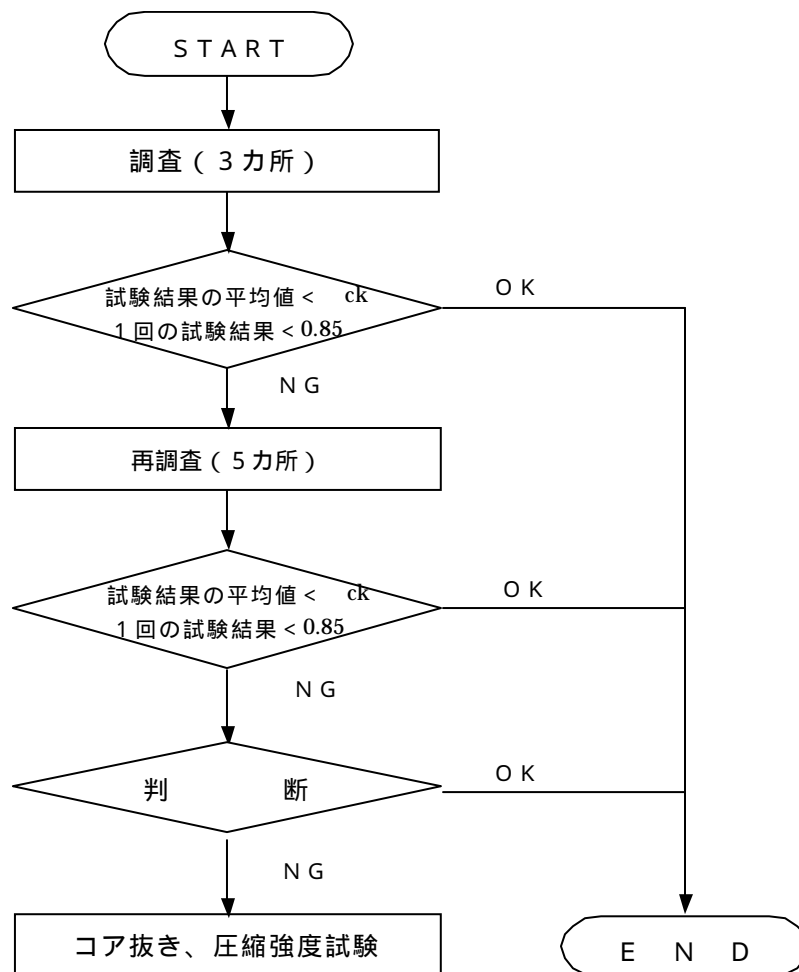 START
調査(3カ所)
試験結果の平均値< ck
1回の試験結果<0.85
OK
NG
再調査(5カ所)
試験結果の平均値< ck
1回の試験結果<0.85
OK
NG
判 断
OK
NG
コア抜き、圧縮強度試験
END